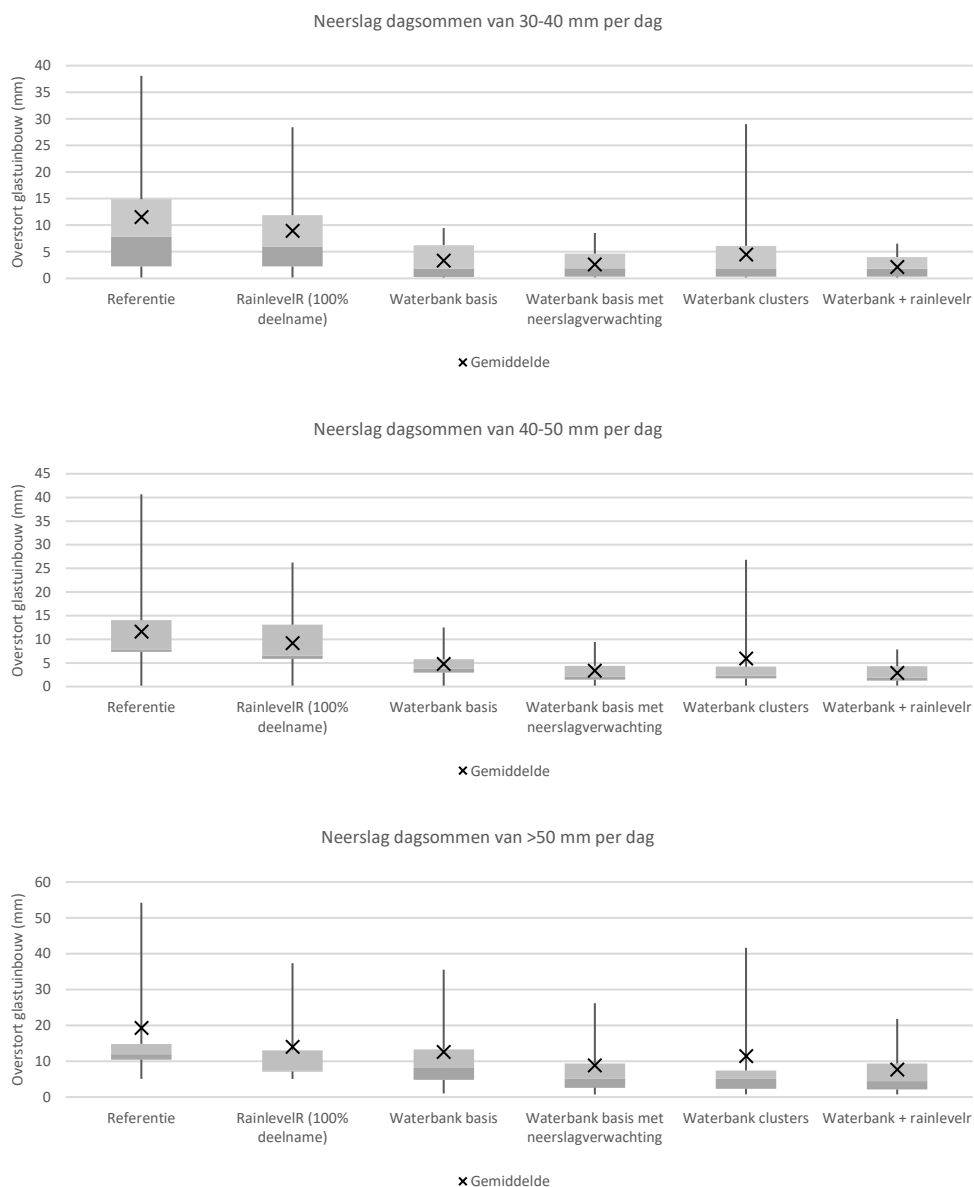 Neerslag dagsommen van 30-40 mm per dag
Overstort glastuinbouw (mm)
40
35
30
25
20
15
10
5
0
Referentie
RainlevelR (100%
deelname)
Waterbank basis
Waterbank basis met
neerslagverwachting
Waterbank clusters
Waterbank + rainlevelr
Gemiddelde
Neerslag dagsommen van 40-50 mm per dag
Overstort glastuinbouw (mm)
45
40
35
30
25
20
15
10
5
0
Referentie
RainlevelR (100%
deelname)
Waterbank basis
Waterbank basis met
neerslagverwachting
Waterbank clusters
Waterbank + rainlevelr
Gemiddelde
Neerslag dagsommen van >50 mm per dag
Overstort glastuinbouw (mm)
60
50
40
30
20
10
0
Referentie
RainlevelR (100%
deelname)
Waterbank basis
Waterbank basis met
neerslagverwachting
Waterbank clusters
Waterbank + rainlevelr
Gemiddelde